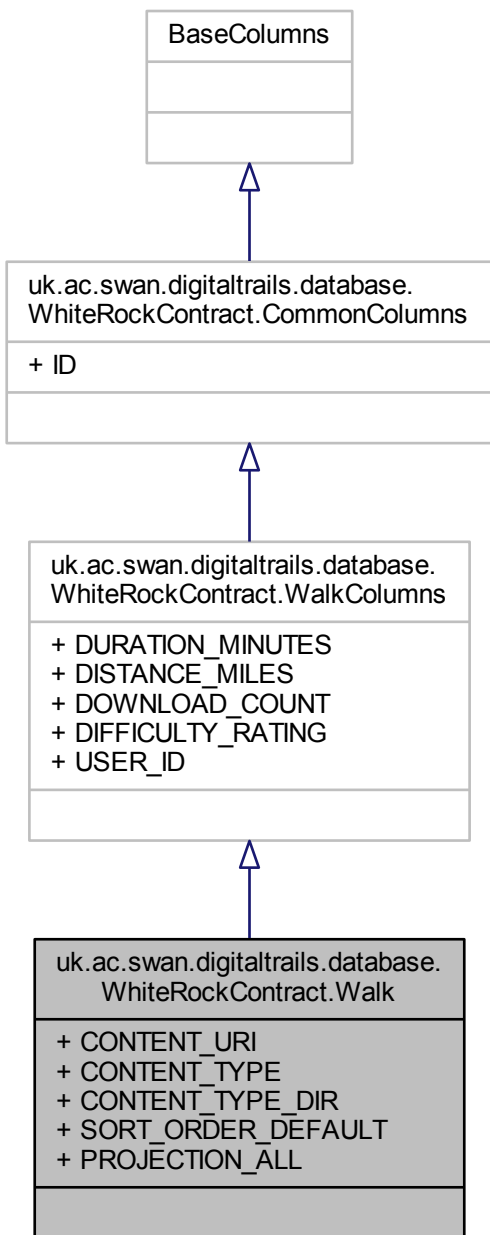 BaseColumns
uk.ac.swan.digitaltrails.database.
WhiteRockContract.CommonColumns
+ ID
uk.ac.swan.digitaltrails.database.
WhiteRockContract.WalkColumns
+ DURATION_MINUTES
+ DISTANCE_MILES
+ DOWNLOAD_COUNT
+ DIFFICULTY_RATING
+ USER_ID
uk.ac.swan.digitaltrails.database.
WhiteRockContract.Walk
+ CONTENT_URI
+ CONTENT_TYPE
+ CONTENT_TYPE_DIR
+ SORT_ORDER_DEFAULT
+ PROJECTION_ALL